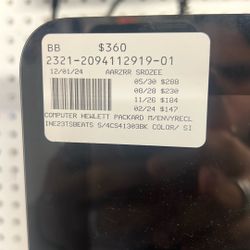 BB $360
2321-2094112919-01
12/01/24 AARZRR SROZEE
05/30 $288
08/28 $230
11/26 $184
02/24 $147
COMPUTER HEWLETT PACKARD M/ENVYRECL
INE23TSBEATS S/4CS41303BK COLOR/ SI